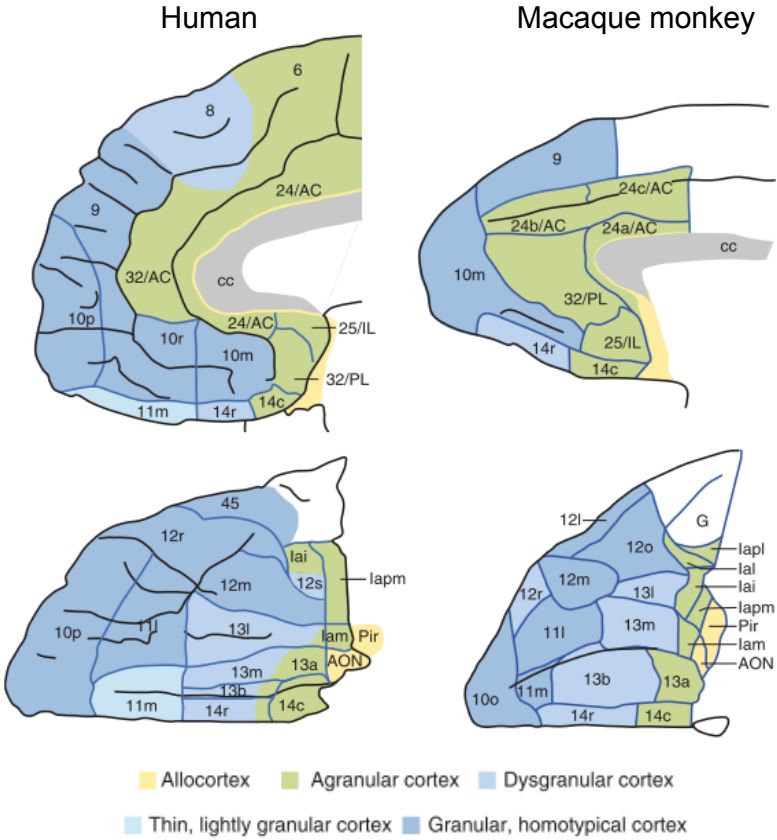 Human
Macaque monkey
6
8
24/AC
9
32/AC
cc
24/AC
25/IL
10p
10r
10m
32/PL
11m
14r
14c
9
24c/AC
24b/AC
24a/AC
cc
10m
32/PL
25/IL
14r
14c
45
12r
Iai
12m
12s
Iapm
10p
11l
13l
Iam
Pir
13m
13a
AON
13b
11m
14r
14c
G
12l
12o
Iapl
Ial
12m
Iai
12r
13l
Iapm
Pir
11l
13m
Iam
AON
10o
11m
13b
13a
14r
14c
Allocortex
Agranular cortex
Dysgranular cortex
Thin, lightly granular cortex
Granular, homotypical cortex